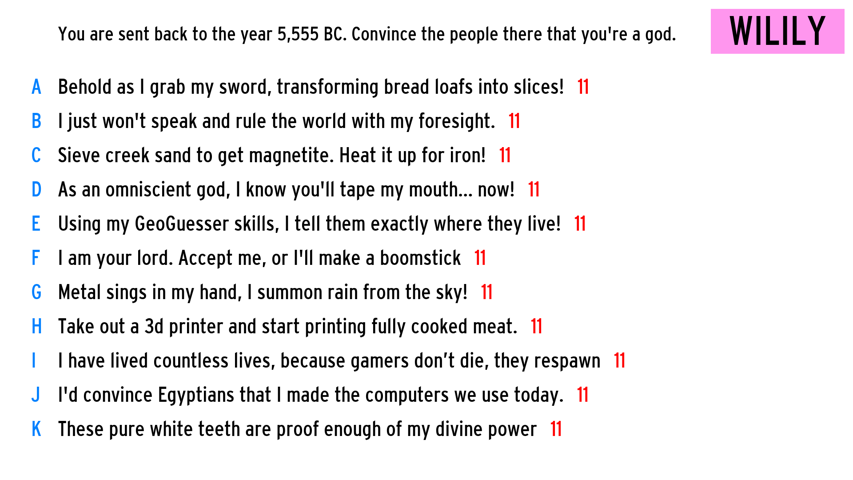 You are sent back to the year 5,555 BC. Convince the people there that you're a god.
WILILY
A Behold as I grab my sword, transforming bread loafs into slices! 11
B I just won't speak and rule the world with my foresight. 11
C Sieve creek sand to get magnetite. Heat it up for iron! 11
D As an omniscient god, I know you'll tape my mouth... now! 11
E Using my GeoGuesser skills, I tell them exactly where they live! 11
F I am your lord. Accept me, or I'll make a boomstick 11
G Metal sings in my hand, I summon rain from the sky! 11
H Take out a 3d printer and start printing fully cooked meat. 11
I I have lived countless lives, because gamers don’t die, they respawn 11
J I'd convince Egyptians that I made the computers we use today. 11
K These pure white teeth are proof enough of my divine power 11